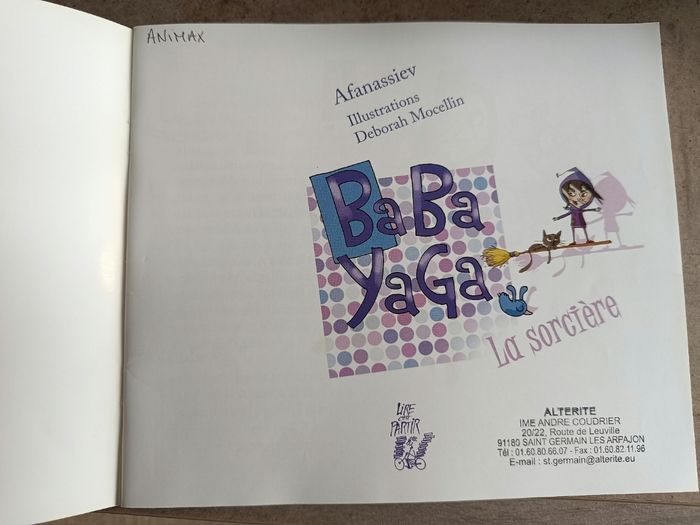 ANIMAX
Afanassiev
Illustrations
Deborah Mocellin
BaBa
YaGa
La sorcière
LIRE
C'EST
PARTIR
ALTERITE
IME ANDRE COUDRIER
20/22, Route de Leuville
91180 SAINT GERMAIN LES ARPAJON
Tél : 01.60.80.66.07 - Fax : 01.60.82.11.96
E-mail : st.germain@alterite.eu